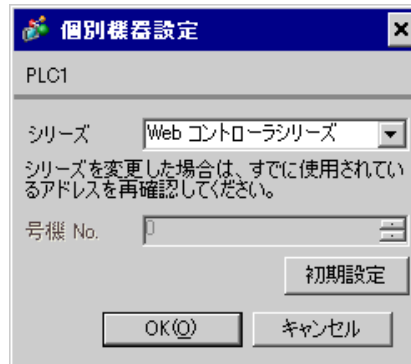 個別機器設定
PLC1
シリーズ Web コントローラシリーズ
シリーズを変更した場合は、すでに使用されてい
るアドレスを再確認してください。
号機 No. 0
初期設定
OK(O) キャンセル